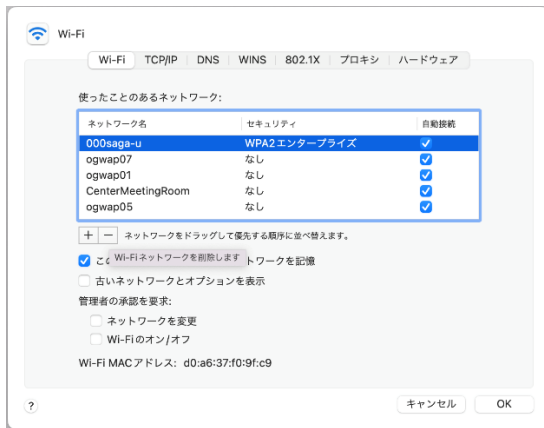 Wi-Fi
Wi-Fi TCP/IP DNS WINS 802.1X プロキシ ハードウェア
使ったことのあるネットワーク:
ネットワーク名 セキュリティ 自動接続
000saga-u WPA2エンタープライズ
ogwap07 なし
ogwap01 なし
CenterMeetingRoom なし
ogwap05 なし
+ − ネットワークをドラッグして優先する順序に並べ替えます。
Wi-Fiネットワークを削除します
トワークを記憶
古いネットワークとオプションを表示
管理者の承認を要求:
ネットワークを変更
Wi-Fiのオン/オフ
Wi-Fi MACアドレス: d0:a6:37:f0:9f:c9
? キャンセル OK